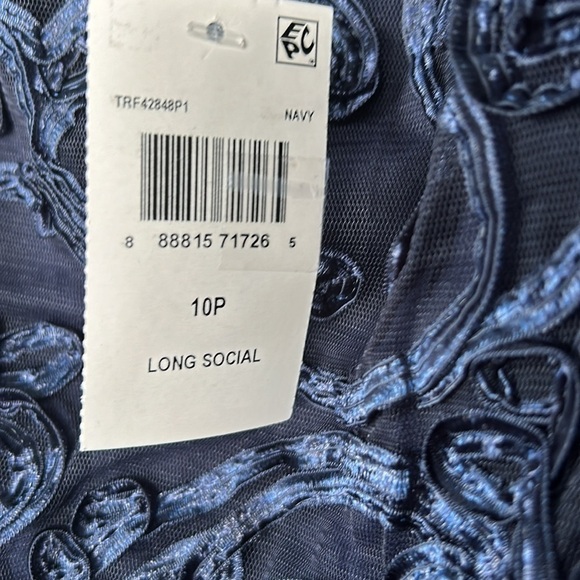 EPC
TRF42848P1
NAVY
8 88815 71726 5
10P
LONG SOCIAL